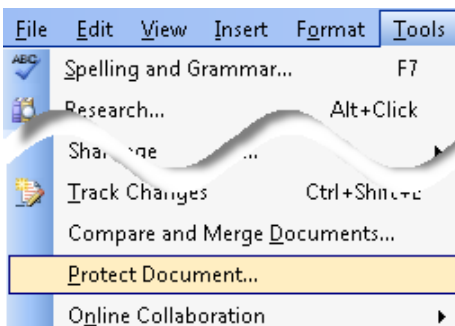 File Edit View Insert Format Tools
ABC
Spelling and Grammar... F7
Research... Alt+Click
Track Changes
Compare and Merge Documents...
Protect Document...
Online Collaboration